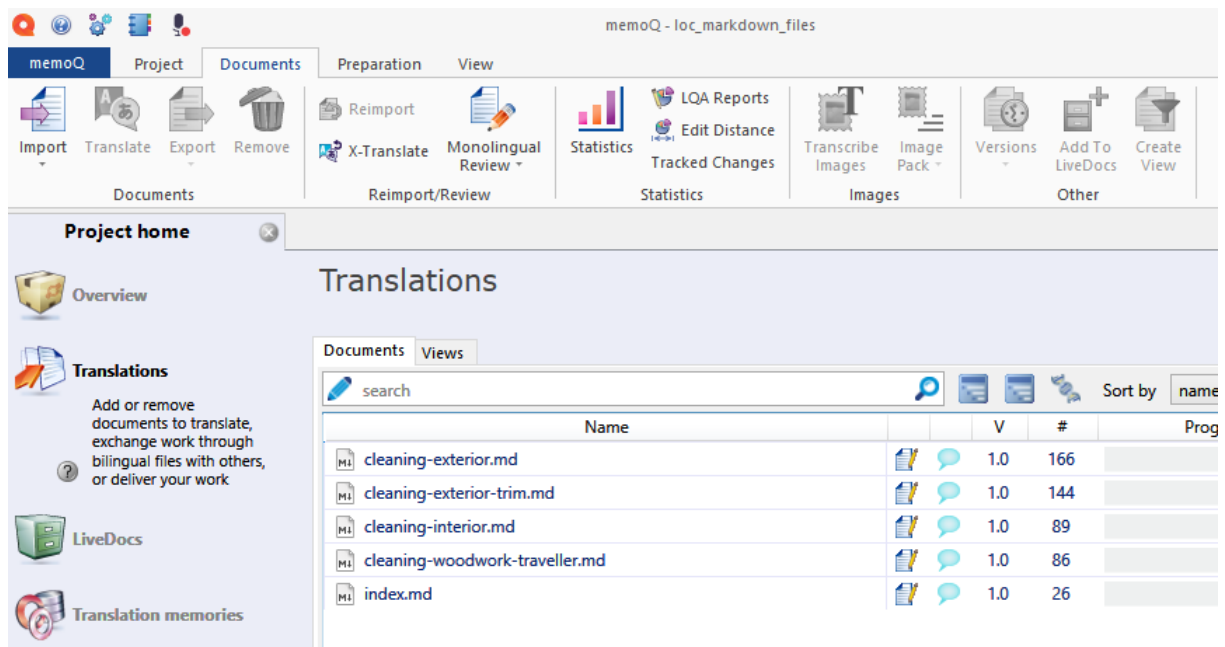 memoQ - loc_markdown_files
memoQ Project Documents Preparation View
Import Translate Export Remove
Documents
Reimport
X-Translate
Monolingual
Review
Reimport/Review
Statistics
LQA Reports
Edit Distance
Tracked Changes
Statistics
Transcribe
Images
Image
Pack
Images
Versions
Add To
LiveDocs
Create
View
Other
Project home
Overview
Translations
Add or remove
documents to translate,
exchange work through
bilingual files with others,
or deliver your work
LiveDocs
Translation memories
Translations
Documents Views
search Sort by name
Name V # Prog
cleaning-exterior.md 1.0 166
cleaning-exterior-trim.md 1.0 144
cleaning-interior.md 1.0 89
cleaning-woodwork-traveller.md 1.0 86
index.md 1.0 26